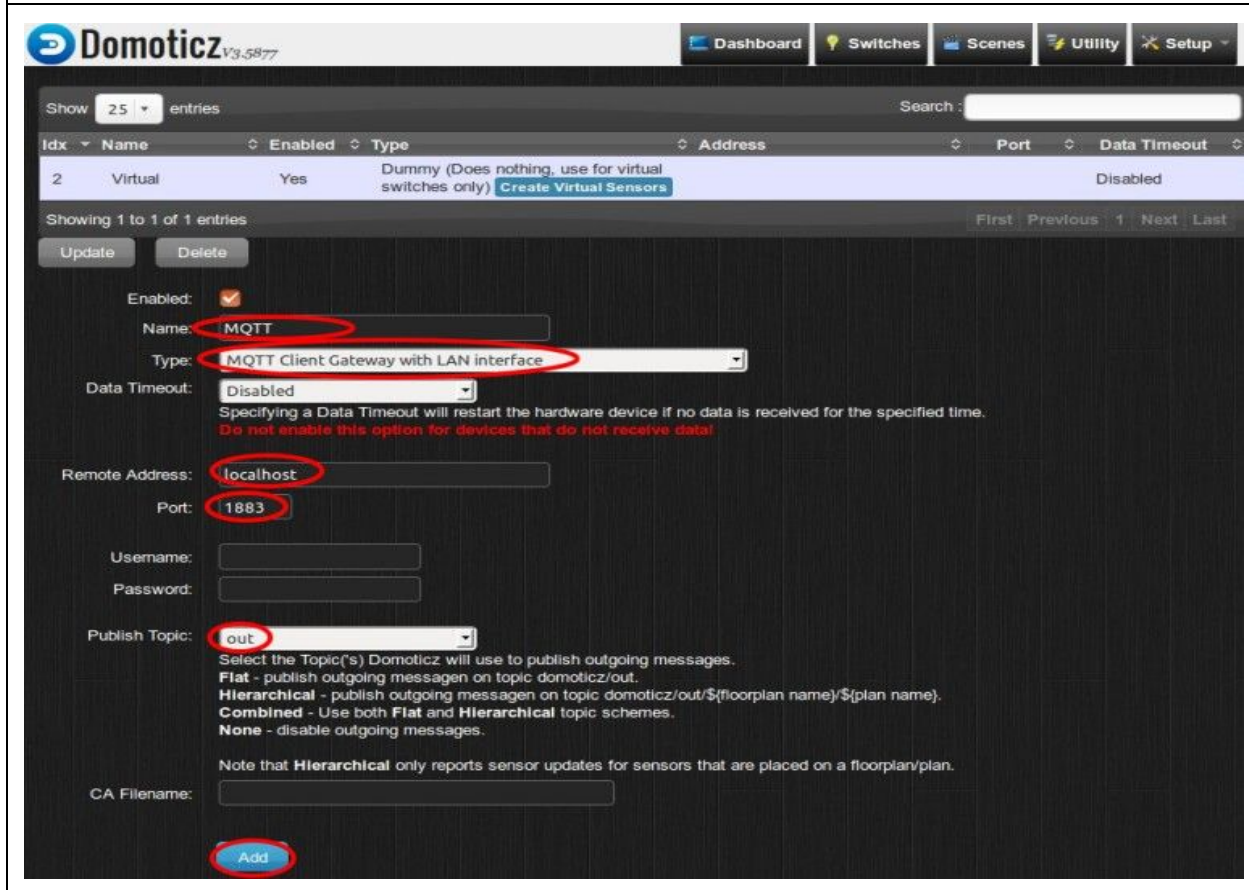 Domoticz V3.5877
Dashboard Switches Scenes Utility Setup
Show 25 entries Search :
Idx Name Enabled Type Address Port Data Timeout
2 Virtual Yes Dummy (Does nothing, use for virtual
switches only) Create Virtual Sensors Disabled
Showing 1 to 1 of 1 entries First Previous 1 Next Last
Update Delete
Enabled:
Name: MQTT
Type: MQTT Client Gateway with LAN interface
Data Timeout: Disabled
Specifying a Data Timeout will restart the hardware device if no data is received for the specified time.
Do not enable this option for devices that do not receive data!
Remote Address: localhost
Port: 1883
Username:
Password:
Publish Topic: out
Select the Topic('s) Domoticz will use to publish outgoing messages.
Flat - publish outgoing messagen on topic domoticz/out.
Hierarchical - publish outgoing messagen on topic domoticz/out/${floorplan name}/${plan name}.
Combined - Use both Flat and Hierarchical topic schemes.
None - disable outgoing messages.
Note that Hierarchical only reports sensor updates for sensors that are placed on a floorplan/plan.
CA Filename:
Add